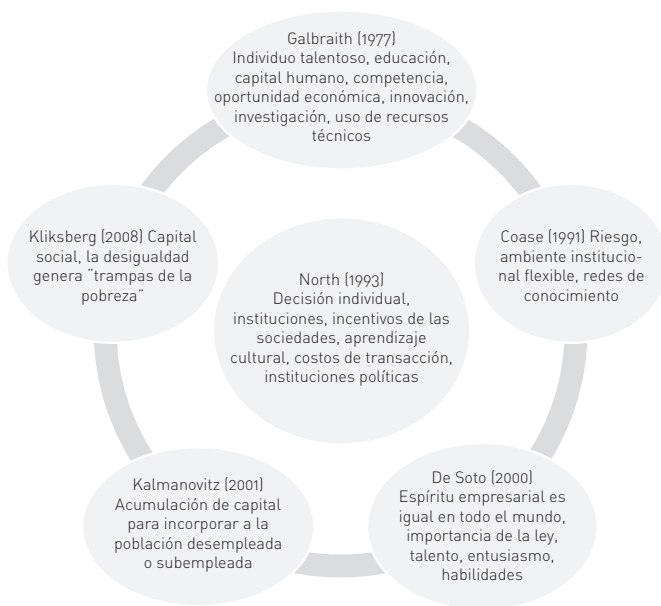 Galbraith (1977)
Individuo talentoso, educación,
capital humano, competencia,
oportunidad económica, innovación,
investigación, uso de recursos
técnicos
Kliksberg (2008) Capital
social, la desigualdad
genera “trampas de la
pobreza”
North (1993)
Decisión individual,
instituciones, incentivos de las
sociedades, aprendizaje
cultural, costos de transacción,
instituciones políticas
Coase (1991) Riesgo,
ambiente institucio-
nal flexible, redes de
conocimiento
Kalmanovitz (2001)
Acumulación de capital
para incorporar a la
población desempleada
o subempleada
De Soto (2000)
Espíritu empresarial es
igual en todo el mundo,
importancia de la ley,
talento, entusiasmo,
habilidades